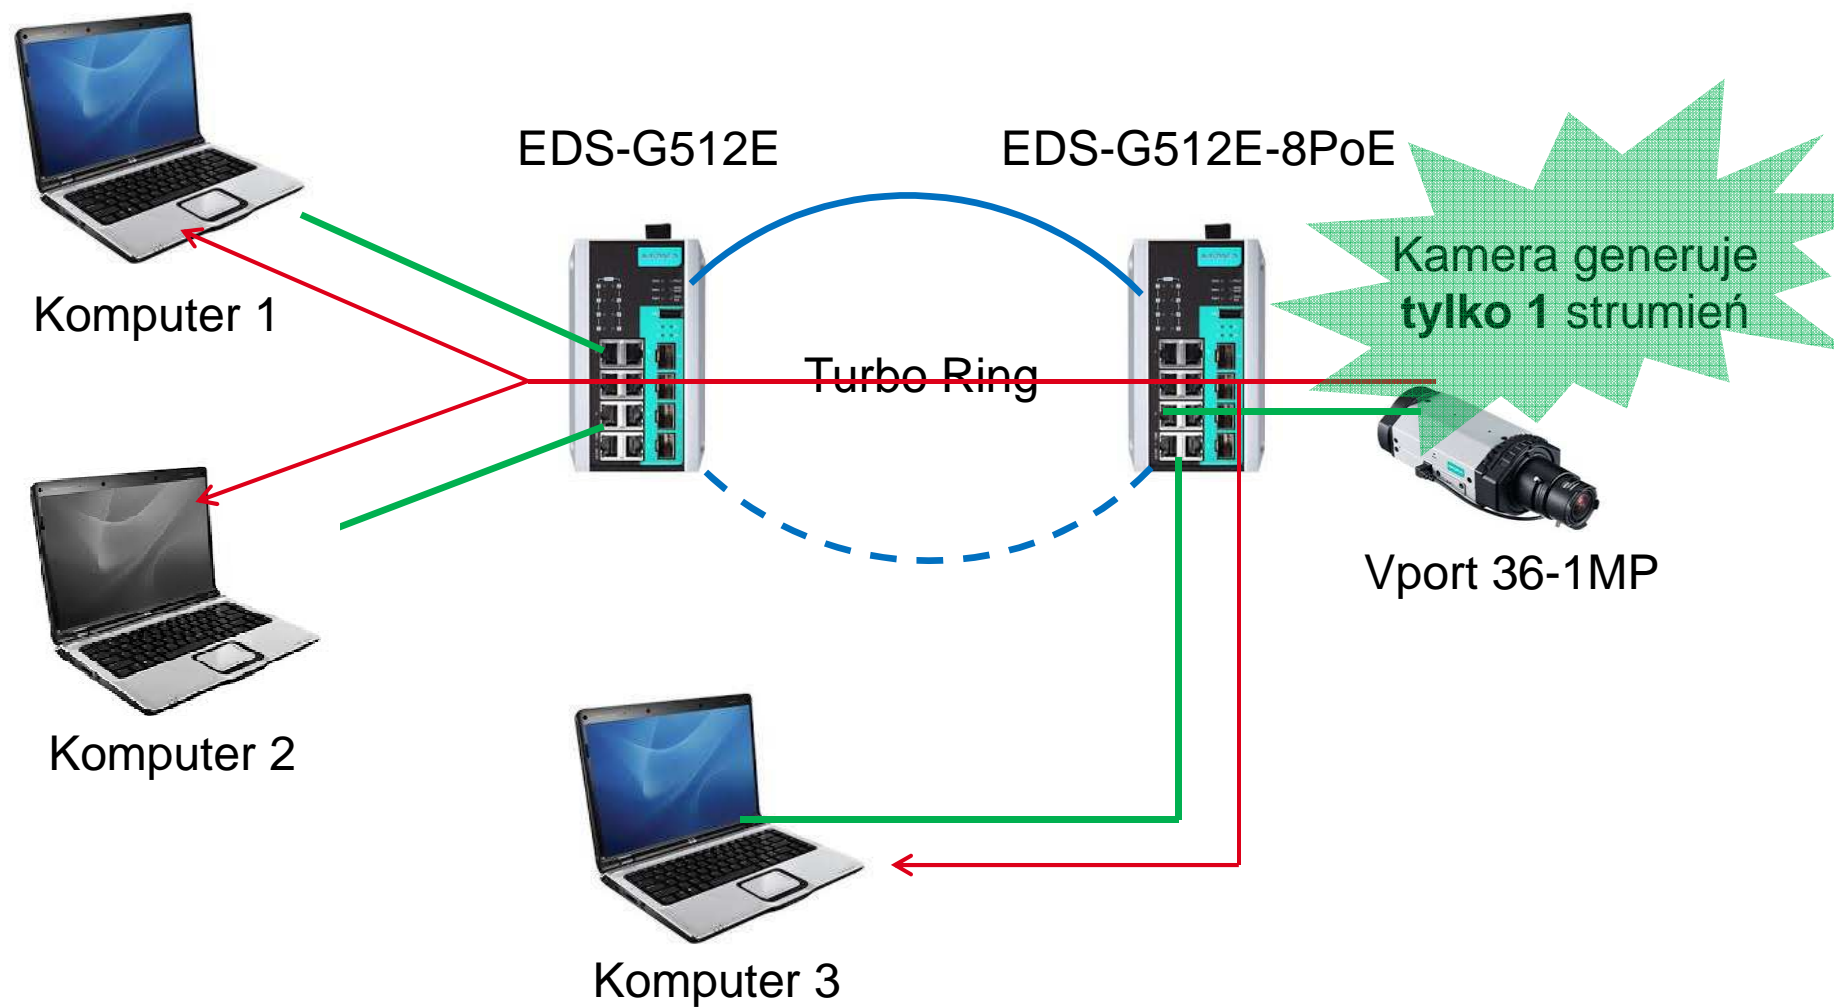 EDS-G512E
EDS-G512E-8PoE
Kamera generuje
tylko 1 strumień
Komputer 1
Turbo Ring
Vport 36-1MP
Komputer 2
Komputer 3